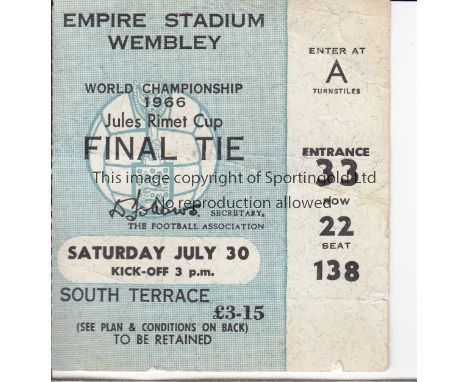 EMPIRE STADIUM
WEMBLEY
WORLD CHAMPIONSHIP
1966
Jules Rimet Cup
FINAL TIE
This image copyright of Sportingold Ltd
No reproduction allowed
D Follows. SECRETARY.
THE FOOTBALL ASSOCIATION
SATURDAY JULY 30
KICK-OFF 3 p.m.
SOUTH TERRACE
£3-15
(SEE PLAN & CONDITIONS ON BACK)
TO BE RETAINED
ENTER AT
A
TURNSTILES
ENTRANCE
33
ROW
22
SEAT
138